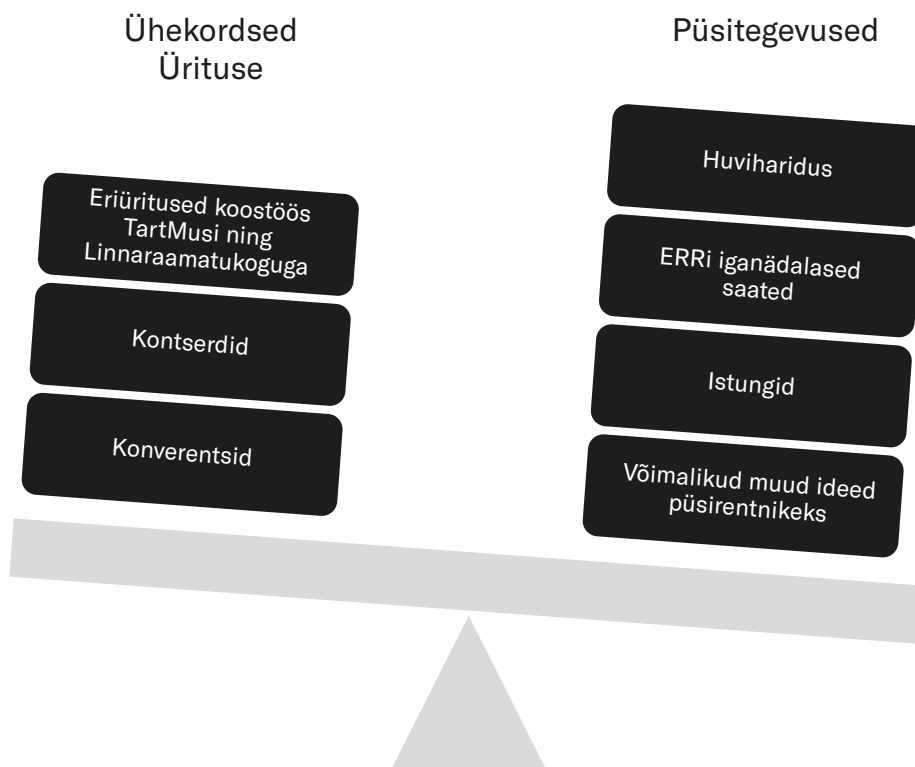 Ühekordsed
Ürituse
Püsitegevused
Eriüritused koostöös
TartMusi ning
Linnaraamatukoguga
Kontserdid
Konverentsid
Huviharidus
ERRi iganädalased
saated
Istungid
Võimalikud muud ideed
püsirentnikeks